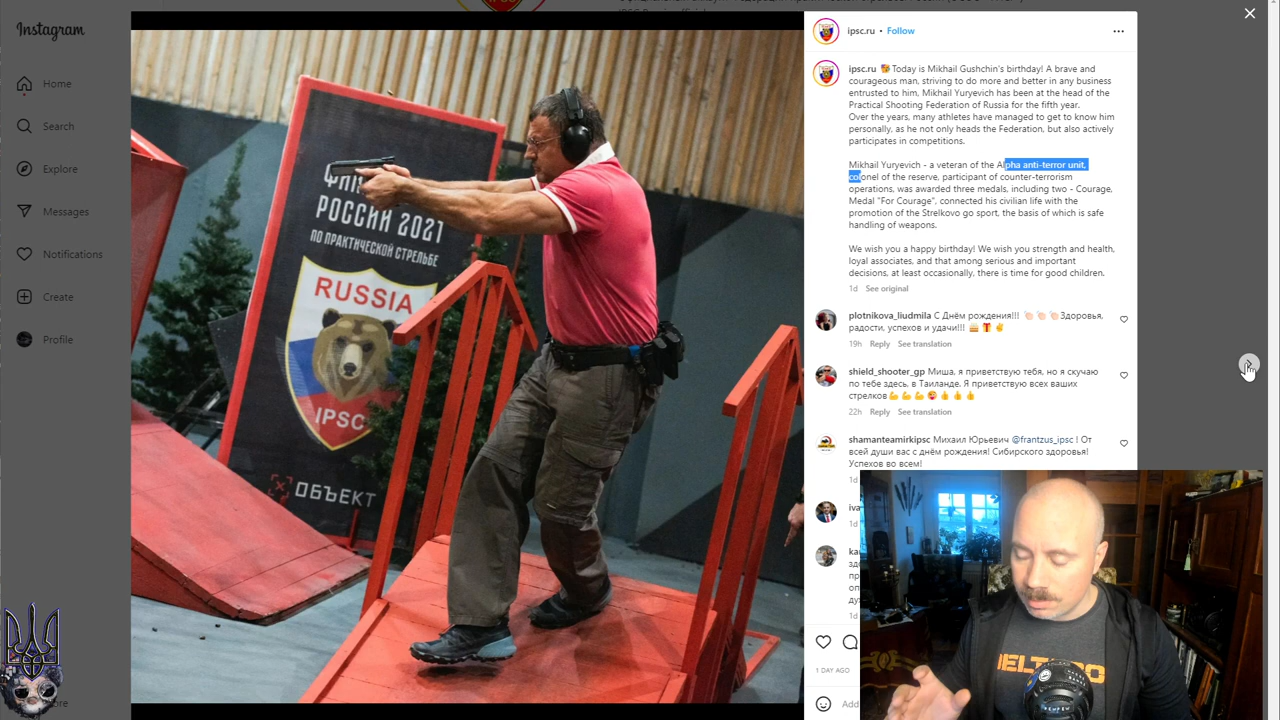 Instagram
Home
Search
Explore
Messages
Notifications
Create
Profile
РОССИИ 2021
ПО ПРАКТИЧЕСКОЙ СТРЕЛЬБЕ
RUSSIA
IPSC
ОБЪЕКТ
ipsc.ru • Follow
ipsc.ru Today is Mikhail Gushchin's birthday! A brave and
courageous man, striving to do more and better in any business
entrusted to him, Mikhail Yuryevich has been at the head of the
Practical Shooting Federation of Russia for the fifth year.
Over the years, many athletes have managed to get to know him
personally, as he not only heads the Federation, but also actively
participates in competitions.
Mikhail Yuryevich - a veteran of the Alpha anti-terror unit,
colonel of the reserve, participant of counter-terrorism
operations, was awarded three medals, including two - Courage,
Medal "For Courage", connected his civilian life with the
promotion of the Strelkovo go sport, the basis of which is safe
handling of weapons.
We wish you a happy birthday! We wish you strength and health,
loyal associates, and that among serious and important
decisions, at least occasionally, there is time for good children.
1d See original
plotnikova_liudmila С Днём рождения!!! 👏🏻👏🏻👏🏻Здоровья,
радости, успехов и удачи!!! 🎂🎁✌
19h Reply See translation
shield_shooter_gp Миша, я приветствую тебя, но я скучаю
по тебе здесь, в Таиланде. Я приветствую всех ваших
стрелков💪💪💪😍👍👍👍
22h Reply See translation
shamanteamirkipsc Михаил Юрьевич @frantzus_ipsc ! От
всей души вас с днём рождения! Сибирского здоровья!
Успехов во всем!
1d
iva
1d
ka
1d
1 DAY AGO
Add